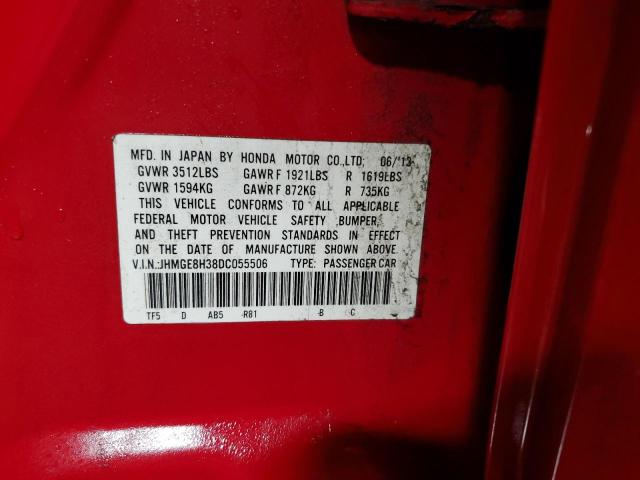 MFD. IN JAPAN BY HONDA MOTOR CO.,LTD. 06/'13
GVWR 3512LBS GAWR F 1921LBS R 1619LBS
GVWR 1594KG GAWR F 872KG R 735KG
THIS VEHICLE CONFORMS TO ALL APPLICABLE
FEDERAL MOTOR VEHICLE SAFETY, BUMPER,
AND THEFT PREVENTION STANDARDS IN EFFECT
ON THE DATE OF MANUFACTURE SHOWN ABOVE.
V.I.N.:JHMGE8H38DC055506 TYPE: PASSENGER CAR
TF5 D AB5 -R81 -B C